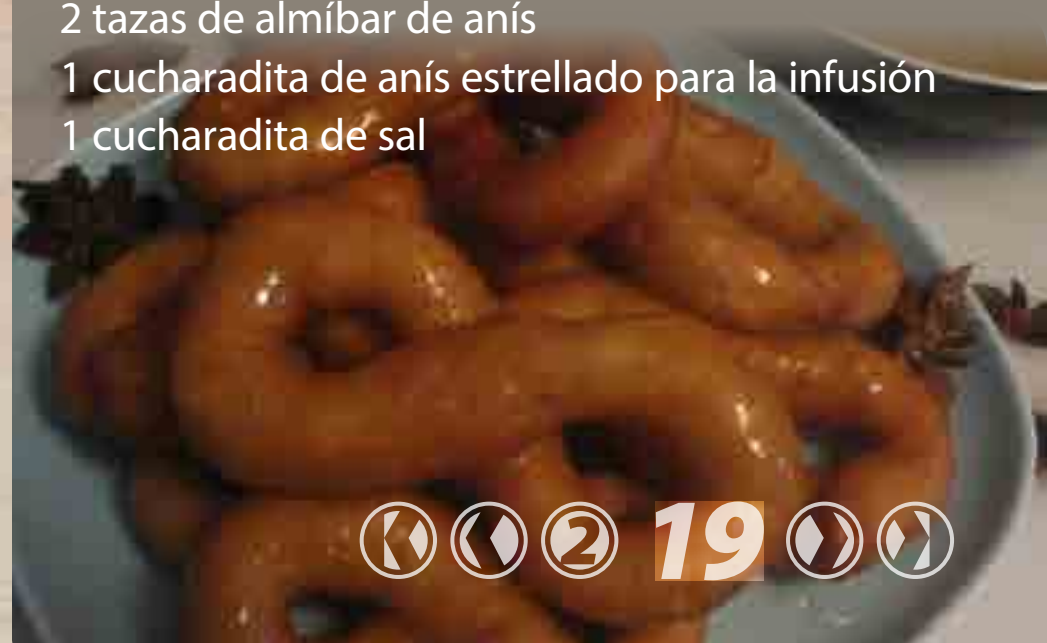 2 tazas de almíbar de anís
1 cucharadita de anís estrellado para la infusión
1 cucharadita de sal
2 19